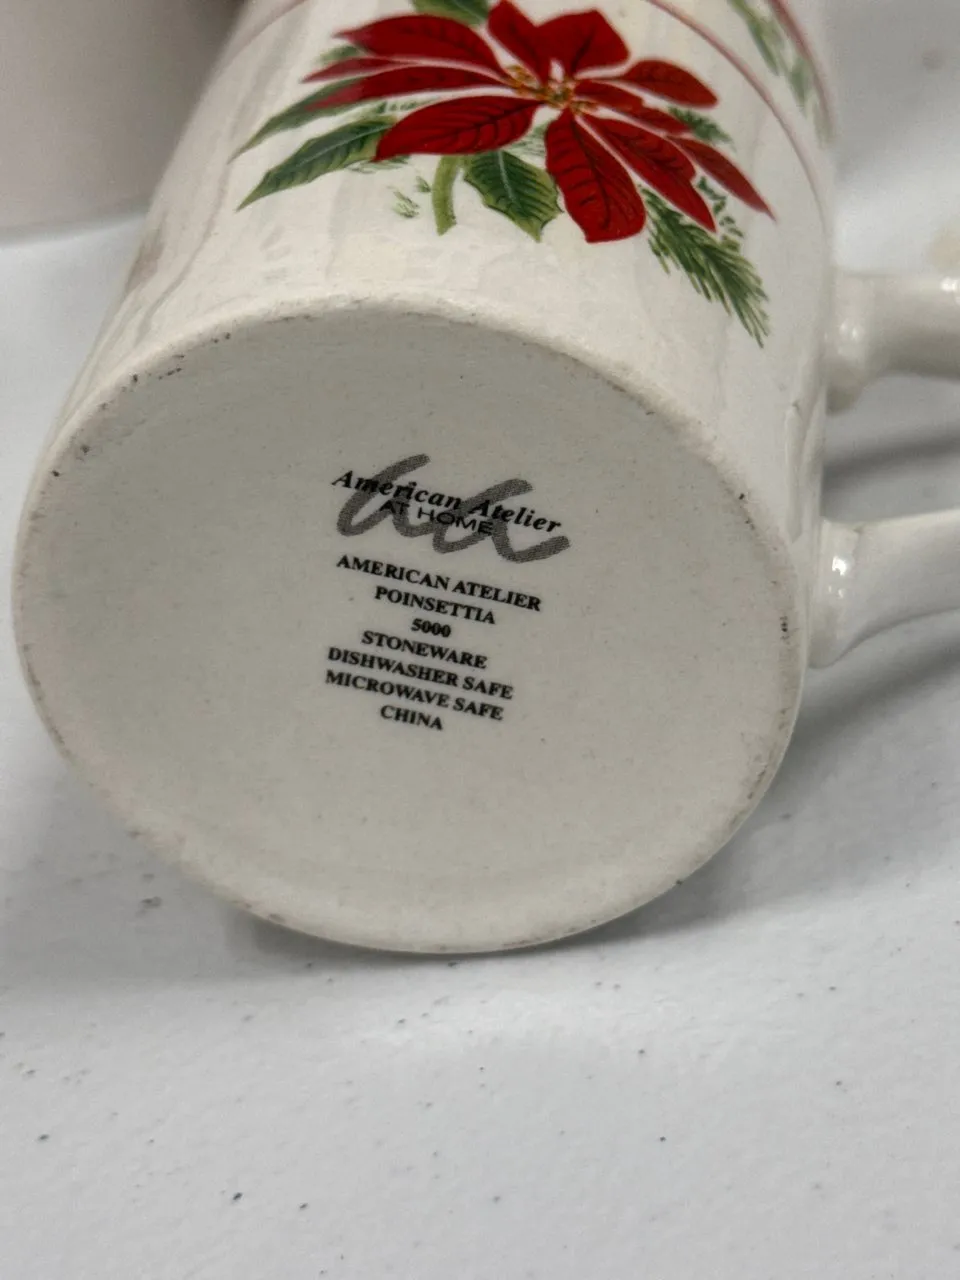 American Atelier
AT HOME
AMERICAN ATELIER
POINSETTIA
5000
STONEWARE
DISHWASHER SAFE
MICROWAVE SAFE
CHINA